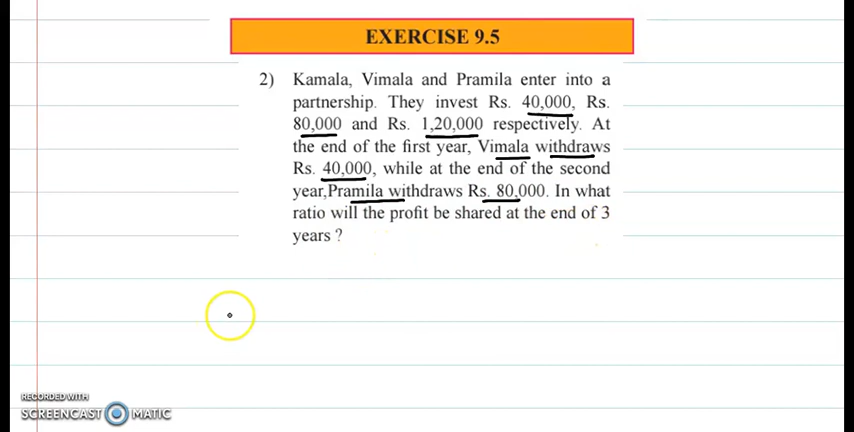 EXERCISE 9.5
2) Kamala, Vimala and Pramila enter into a
partnership. They invest Rs. 40,000, Rs.
80,000 and Rs. 1,20,000 respectively. At
the end of the first year, Vimala withdraws
Rs. 40,000, while at the end of the second
year,Pramila withdraws Rs. 80,000. In what
ratio will the profit be shared at the end of 3
years ?
RECORDED WITH
SCREENCAST MATIC